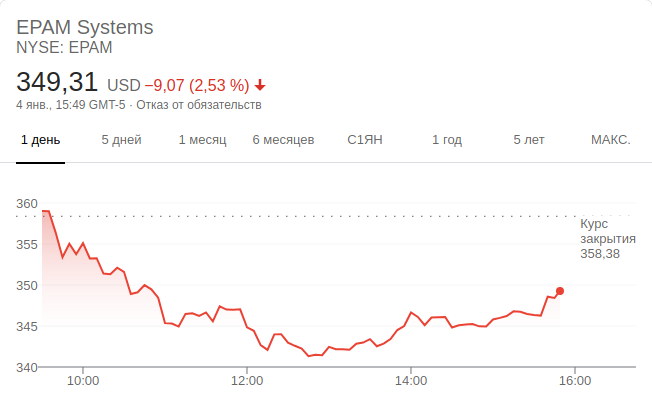 EPAM Systems
NYSE: EPAM
349,31 USD −9,07 (2,53 %)
4 янв., 15:49 GMT-5 · Отказ от обязательств
1 день 5 дней 1 месяц 6 месяцев С1ЯН 1 год 5 лет МАКС.
360
Курс
закрытия
358,38
355
350
345
340
10:00 12:00 14:00 16:00